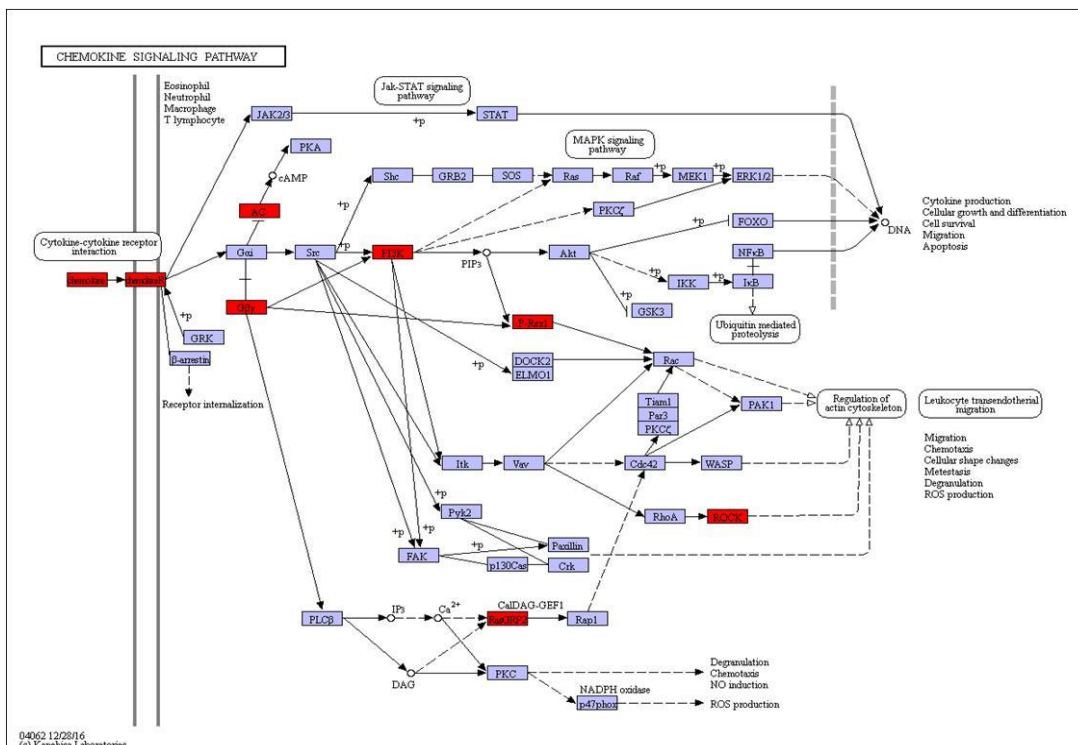 CHEMOKINE SIGNALING PATHWAY
Eosinophil
Neutrophil
Macrophage
T lymphocyte
Jak-STAT signaling
pathway
JAK2/3
+p
STAT
PKA
cAMP
AC
MAPK signaling
pathway
Shc
GRB2
SOS
Ras
Raf
+p
MEK1
+p
ERK1/2
+p
PKCζ
FOXO
DNA
Cytokine production
Cellular growth and differentiation
Cell survival
Migration
Apoptosis
Cytokine-cytokine receptor
interaction
Gαi
Src
+p
PI3K
PIP3
Akt
NFκB
chemokine
chemokineR
+p
IKK
+p
IκB
+p
GSK3
Gβγ
P-Rex1
Ubiquitin mediated
proteolysis
+p
GRK
β-arrestin
Receptor internalization
+p
DOCK2
ELMO1
Rac
Tiam1
Par3
PKCζ
PAK1
Regulation of
actin cytoskeleton
Leukocyte transendotherial
migration
Itk
Vav
Cdc42
WASP
Migration
Chemotaxis
Cellular shape changes
Metestasis
Degranulation
ROS production
+p
Pyk2
RhoA
ROCK
+p
+p
FAK
+p
Paxillin
p130Cas
Crk
PLCβ
IP3
Ca2+
CalDAG-GEF1
RasGRP2
Rap1
DAG
PKC
Degranulation
Chemotaxis
NO induction
NADPH oxidase
p47phox
ROS production
04062 12/28/16
(c) Kanehisa Laboratories